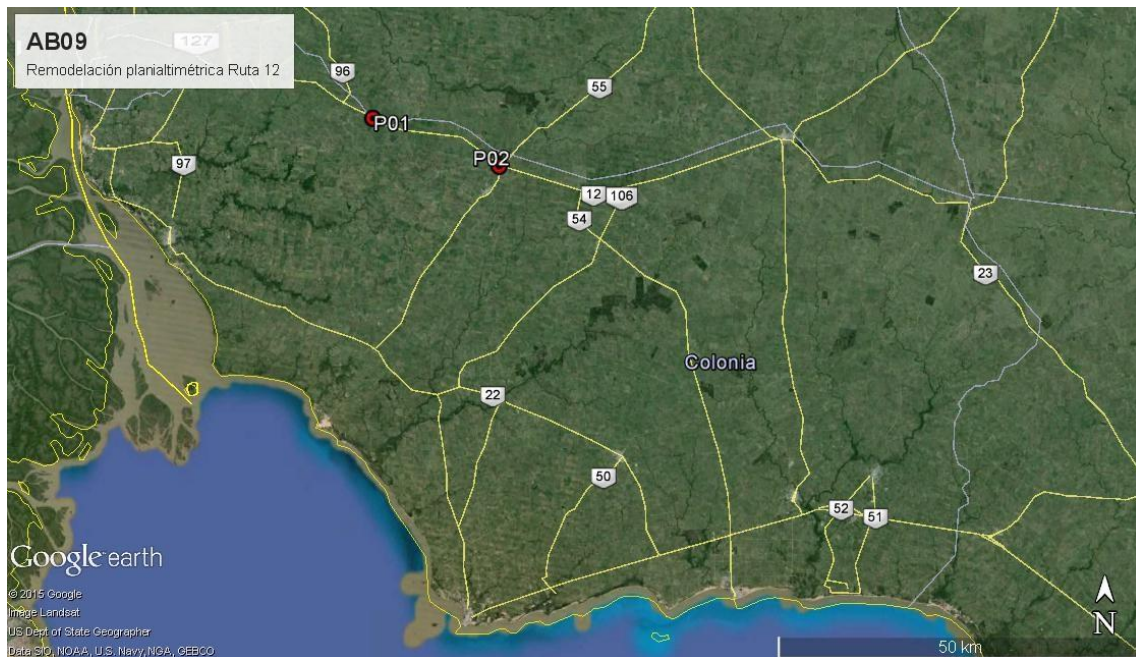 AB09
Remodelación planialtimétrica Ruta 12
127
96
55
P01
97
P02
12
106
54
23
Colonia
22
50
52
51
Google earth
© 2015 Google
Image Landsat
US Dept of State Geographer
Data SIO, NOAA, U.S. Navy, NGA, GEBCO
N
50 km